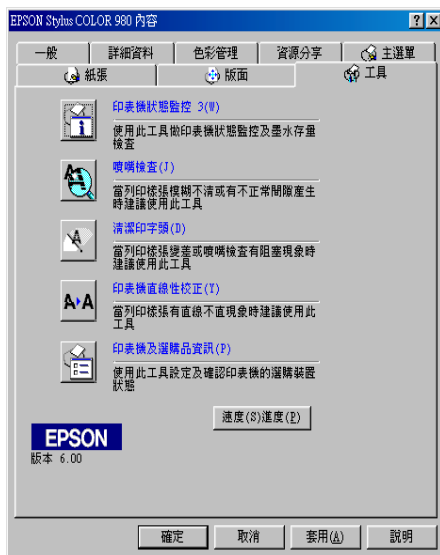 EPSON Stylus COLOR 980 內容
一般 詳細資料 色彩管理 資源分享 主選單
紙張 版面 工具
印表機狀態監控 3(W)
使用此工具做印表機狀態監控及墨水存量
檢查
噴嘴檢查(J)
當列印樣張模糊不清或有不正常間隙產生
時建議使用此工具
清潔印字頭(D)
當列印樣張變差或噴嘴檢查有阻塞現象時
建議使用此工具
印表機直線性校正(Y)
當列印樣張有直線不直現象時建議使用此
工具
印表機及選購品資訊(P)
使用此工具設定及確認印表機的選購裝置
狀態
速度(S)進度(P)
EPSON
版本 6.00
確定 取消 套用(A) 說明